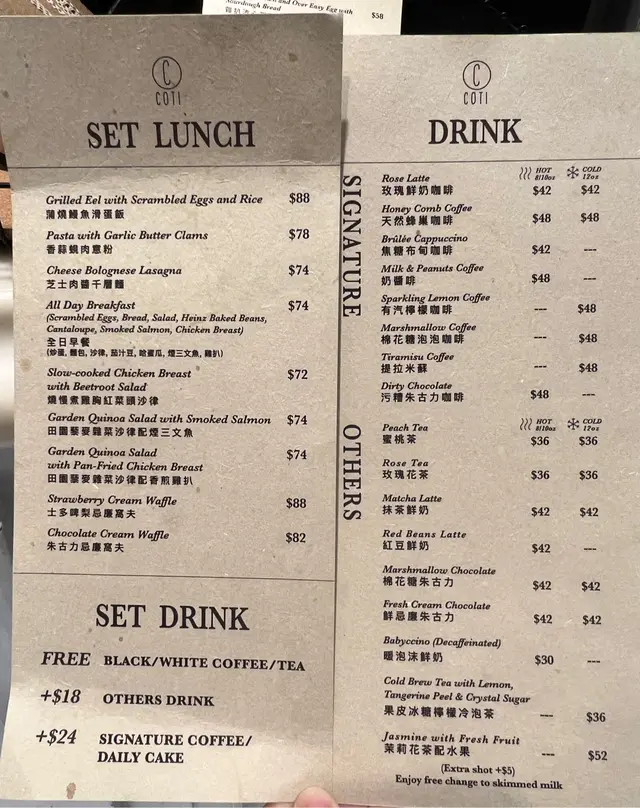 and Over Easy Egg with
Sourdough Bread
$58
C
COTI
SET LUNCH
Grilled Eel with Scrambled Eggs and Rice $88
蒲燒鰻魚滑蛋飯
Pasta with Garlic Butter Clams $78
香蒜蜆肉意粉
Cheese Bolognese Lasagna $74
芝士肉醬千層麵
All Day Breakfast $74
(Scrambled Eggs, Bread, Salad, Heinz Baked Beans,
Cantaloupe, Smoked Salmon, Chicken Breast)
全日早餐
(炒蛋, 麵包, 沙律, 茄汁豆, 哈蜜瓜, 煙三文魚, 雞扒)
Slow-cooked Chicken Breast $72
with Beetroot Salad
燒慢煮雞胸紅菜頭沙律
Garden Quinoa Salad with Smoked Salmon $74
田園藜麥雜菜沙律配煙三文魚
Garden Quinoa Salad $74
with Pan-Fried Chicken Breast
田園藜麥雜菜沙律配香煎雞扒
Strawberry Cream Waffle $88
士多啤梨忌廉窩夫
Chocolate Cream Waffle $82
朱古力忌廉窩夫
SET DRINK
FREE BLACK/WHITE COFFEE/TEA
+$18 OTHERS DRINK
+$24 SIGNATURE COFFEE/
DAILY CAKE
C
COTI
DRINK
SIGNATURE
HOT COLD
8/10oz 12oz
Rose Latte
玫瑰鮮奶咖啡 $42 $42
Honey Comb Coffee
天然蜂巢咖啡 $48 $48
Brûlée Cappuccino
焦糖布甸咖啡 $42 ---
Milk & Peanuts Coffee
奶醬啡 $48 ---
Sparkling Lemon Coffee
有汽檸檬咖啡 --- $48
Marshmallow Coffee
棉花糖泡泡咖啡 --- $48
Tiramisu Coffee
提拉米蘇 --- $48
Dirty Chocolate
污糟朱古力咖啡 $48 ---
OTHERS
HOT COLD
8/10oz 12oz
Peach Tea
蜜桃茶 $36 $36
Rose Tea
玫瑰花茶 $36 $36
Matcha Latte
抹茶鮮奶 $42 $42
Red Beans Latte
紅豆鮮奶 $42 ---
Marshmallow Chocolate
棉花糖朱古力 $42 $42
Fresh Cream Chocolate
鮮忌廉朱古力 $42 $42
Babyccino (Decaffeinated)
暖泡沫鮮奶 $30 ---
Cold Brew Tea with Lemon,
Tangerine Peel & Crystal Sugar
果皮冰糖檸檬冷泡茶 --- $36
Jasmine with Fresh Fruit
茉莉花茶配水果 --- $52
(Extra shot +$5)
Enjoy free change to skimmed milk